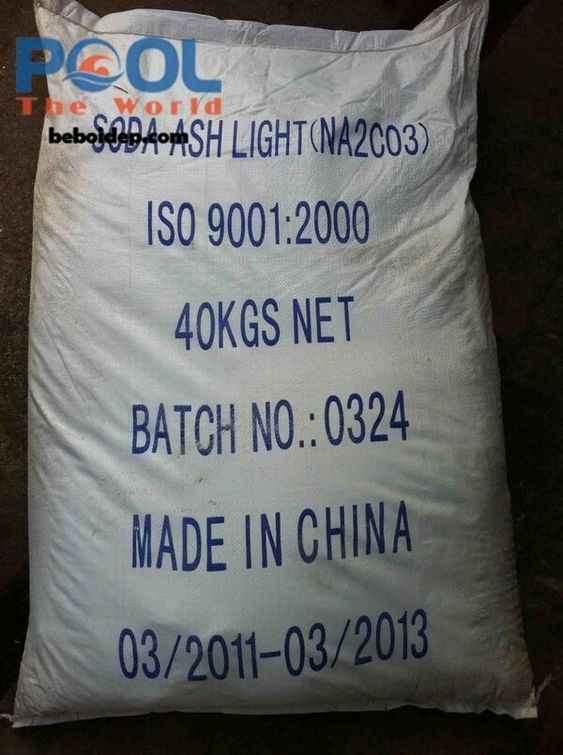 POOL
The World
beboidep.com
SODA ASH LIGHT(NA2CO3)
ISO 9001:2000
40KGS NET
BATCH NO.:0324
MADE IN CHINA
03/2011-03/2013